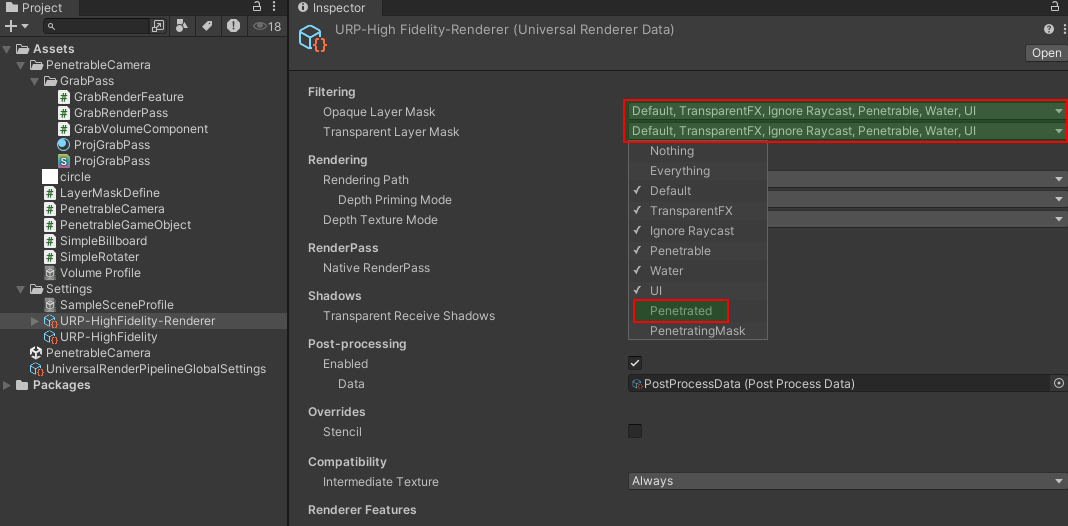 Project
18
Assets
PenetrableCamera
GrabPass
GrabRenderFeature
GrabRenderPass
GrabVolumeComponent
ProjGrabPass
ProjGrabPass
circle
LayerMaskDefine
PenetrableCamera
PenetrableGameObject
SimpleBillboard
SimpleRotater
Volume Profile
Settings
SampleSceneProfile
URP-HighFidelity-Renderer
URP-HighFidelity
PenetrableCamera
UniversalRenderPipelineGlobalSettings
Packages
Inspector
URP-High Fidelity-Renderer (Universal Renderer Data)
Open
Filtering
Opaque Layer Mask Default, TransparentFX, Ignore Raycast, Penetrable, Water, UI
Transparent Layer Mask Default, TransparentFX, Ignore Raycast, Penetrable, Water, UI
Nothing
Everything
Default
TransparentFX
Ignore Raycast
Penetrable
Water
UI
Penetrated
PenetratingMask
Rendering
Rendering Path
Depth Priming Mode
Depth Texture Mode
RenderPass
Native RenderPass
Shadows
Transparent Receive Shadows
Post-processing
Enabled
Data PostProcessData (Post Process Data)
Overrides
Stencil
Compatibility
Intermediate Texture Always
Renderer Features